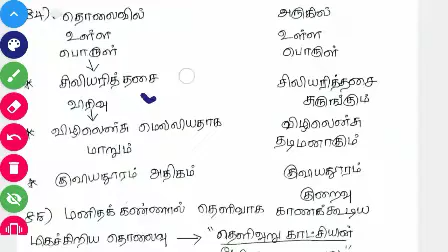 34) தொலைவில் அருகில்
உள்ள உள்ள
பொருள் பொருள்
* சிலியரித்தசை சிலியரித்தசை
சுருங்கும்
* விழிலென்சு மெல்லியதாக விழிலென்சு
மாறும் தடிமனாகும்
* குவியதூரம் அதிகம் குவியதூரம்
குறைவு
35) மனிதக் கண்ணால் தெளிவாக காணக்கூடிய
மிகச்சிறிய தொலைவு → "தெளிவுறு காட்சியின்